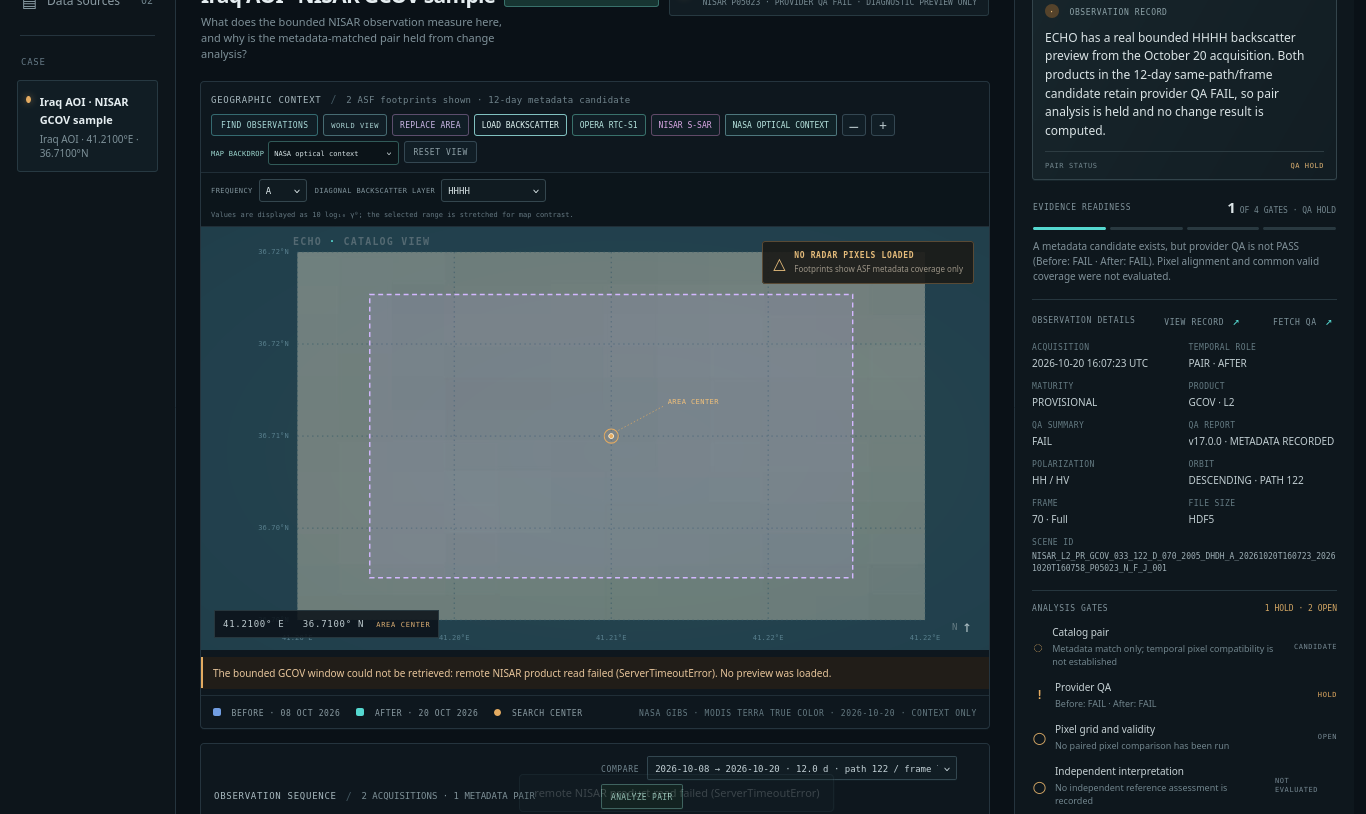 Data sources 02
CASE
Iraq AOI · NISAR
GCOV sample
Iraq AOI · 41.2100°E ·
36.7100°N
Iraq AOI · NISAR GCOV sample
What does the bounded NISAR observation measure here,
and why is the metadata-matched pair held from change
analysis?
NISAR P05023 · PROVIDER QA FAIL · DIAGNOSTIC PREVIEW ONLY
GEOGRAPHIC CONTEXT / 2 ASF footprints shown · 12-day metadata candidate
FIND OBSERVATIONS WORLD VIEW REPLACE AREA LOAD BACKSCATTER OPERA RTC-S1 NISAR S-SAR NASA OPTICAL CONTEXT — +
MAP BACKDROP NASA optical context RESET VIEW
FREQUENCY A DIAGONAL BACKSCATTER LAYER HHHH
Values are displayed as 10 log₁₀ γ⁰; the selected range is stretched for map contrast.
ECHO · CATALOG VIEW
NO RADAR PIXELS LOADED
Footprints show ASF metadata coverage only
36.72°N
36.72°N
AREA CENTER
36.71°N
36.70°N
41.2100° E 36.7100° N AREA CENTER
N ↑
41.20°E 41.21°E 41.22°E 41.22°E
The bounded GCOV window could not be retrieved: remote NISAR product read failed (ServerTimeoutError). No preview was loaded.
BEFORE · 08 OCT 2026 AFTER · 20 OCT 2026 SEARCH CENTER NASA GIBS · MODIS TERRA TRUE COLOR · 2026-10-20 · CONTEXT ONLY
COMPARE 2026-10-08 → 2026-10-20 · 12.0 d · path 122 / frame
OBSERVATION SEQUENCE / 2 ACQUISITIONS · 1 METADATA PAIR ANALYZE PAIR
remote NISAR product read failed (ServerTimeoutError)
OBSERVATION RECORD
ECHO has a real bounded HHHH backscatter
preview from the October 20 acquisition. Both
products in the 12-day same-path/frame
candidate retain provider QA FAIL, so pair
analysis is held and no change result is
computed.
PAIR STATUS QA HOLD
EVIDENCE READINESS 1 OF 4 GATES · QA HOLD
A metadata candidate exists, but provider QA is not PASS
(Before: FAIL · After: FAIL). Pixel alignment and common valid
coverage were not evaluated.
OBSERVATION DETAILS VIEW RECORD ↗ FETCH QA ↗
ACQUISITION TEMPORAL ROLE
2026-10-20 16:07:23 UTC PAIR · AFTER
MATURITY PRODUCT
PROVISIONAL GCOV · L2
QA SUMMARY QA REPORT
FAIL v17.0.0 · METADATA RECORDED
POLARIZATION ORBIT
HH / HV DESCENDING · PATH 122
FRAME FILE SIZE
70 · Full HDF5
SCENE ID
NISAR_L2_PR_GCOV_033_122_D_070_2005_DHDH_A_20261020T160723_2026
1020T160758_P05023_N_F_J_001
ANALYSIS GATES 1 HOLD · 2 OPEN
Catalog pair
Metadata match only; temporal pixel compatibility is
not established
CANDIDATE
! Provider QA
Before: FAIL · After: FAIL
HOLD
Pixel grid and validity
No paired pixel comparison has been run
OPEN
Independent interpretation
No independent reference assessment is
recorded
NOT
EVALUATED